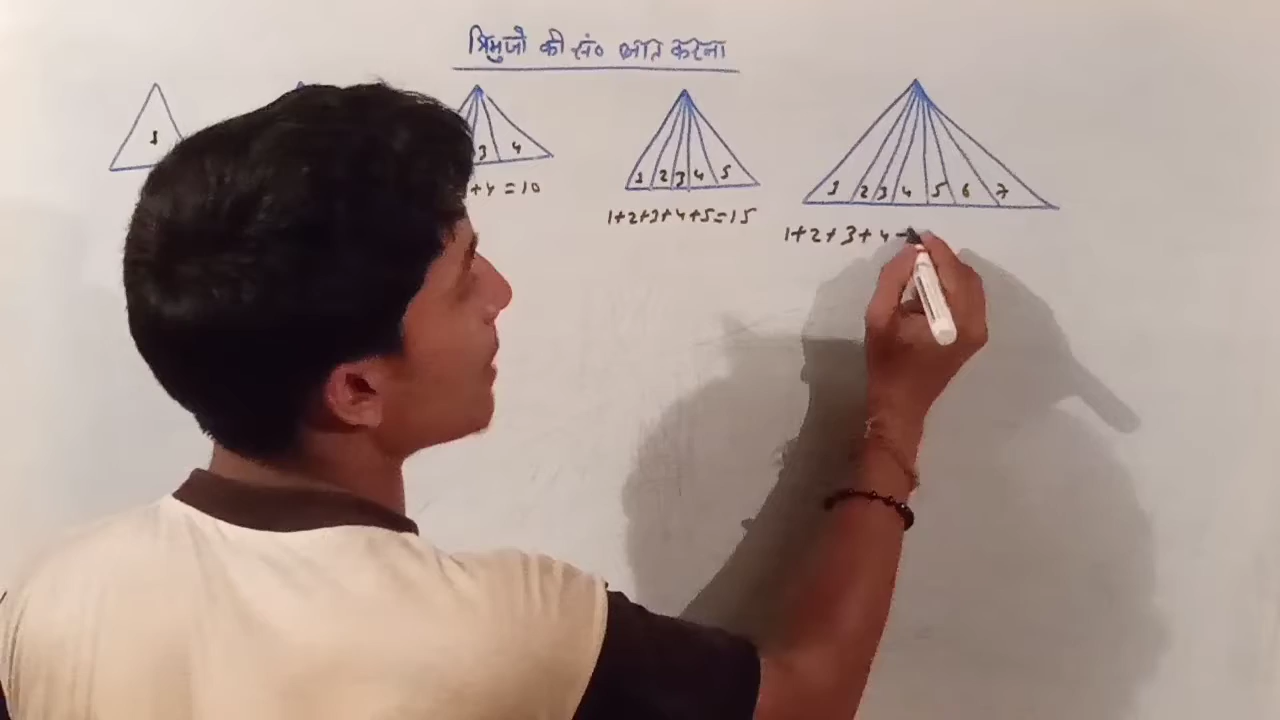 त्रिभुजों की सं० ज्ञात करना
1
3 4
+4=10
1 2 3 4 5
1+2+3+4+5=15
1 2 3 4 5 6 7
1+2+3+4